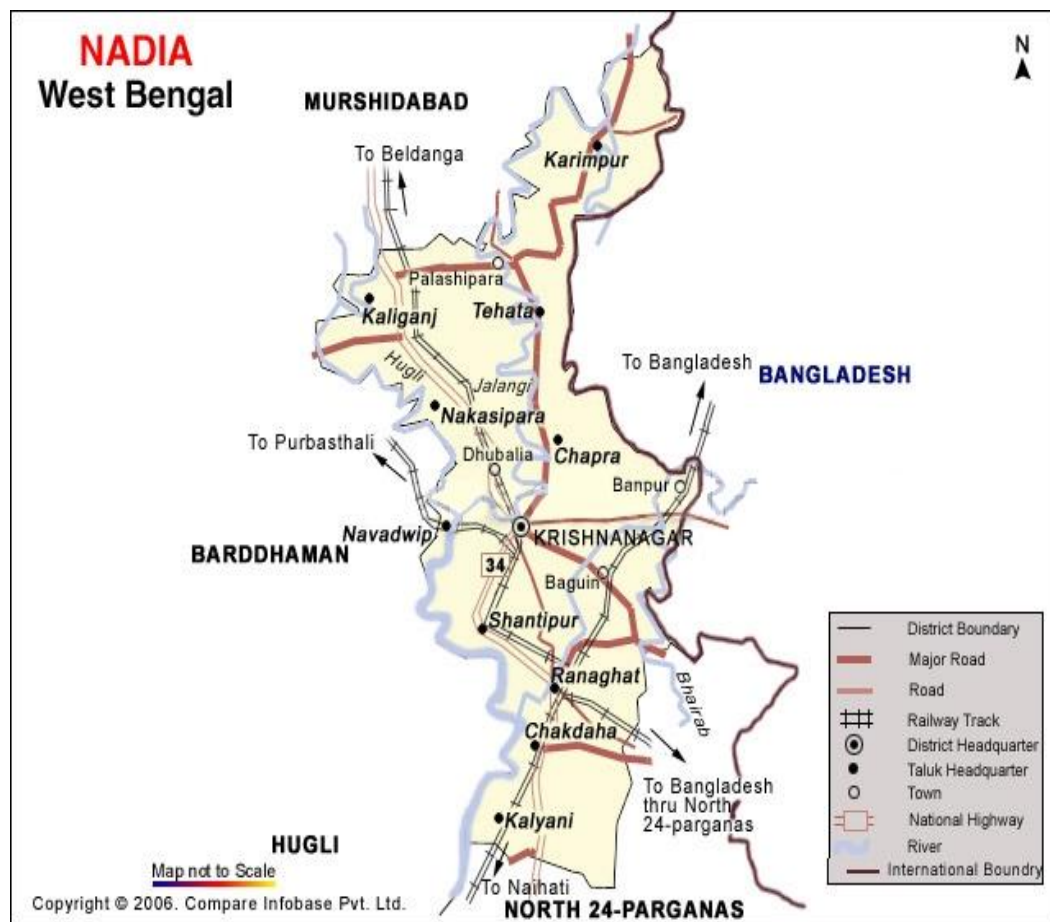 NADIA
West Bengal
N
MURSHIDABAD
To Beldanga
Karimpur
Palashipara
Kaliganj
Tehata
Hugli
Jalangi
To Bangladesh
BANGLADESH
Nakasipara
To Purbasthali
Dhubalia
Chapra
Banpur
Navadwip
KRISHNANAGAR
BARDDHAMAN
34
Baguin
Shantipur
Ranaghat
Bhairab
Chakdaha
To Bangladesh
thru North
24-parganas
Kalyani
HUGLI
To Naihati
NORTH 24-PARGANAS
District Boundary
Major Road
Road
Railway Track
District Headquarter
Taluk Headquarter
Town
National Highway
River
International Boundry
Map not to Scale
Copyright © 2006. Compare Infobase Pvt. Ltd.